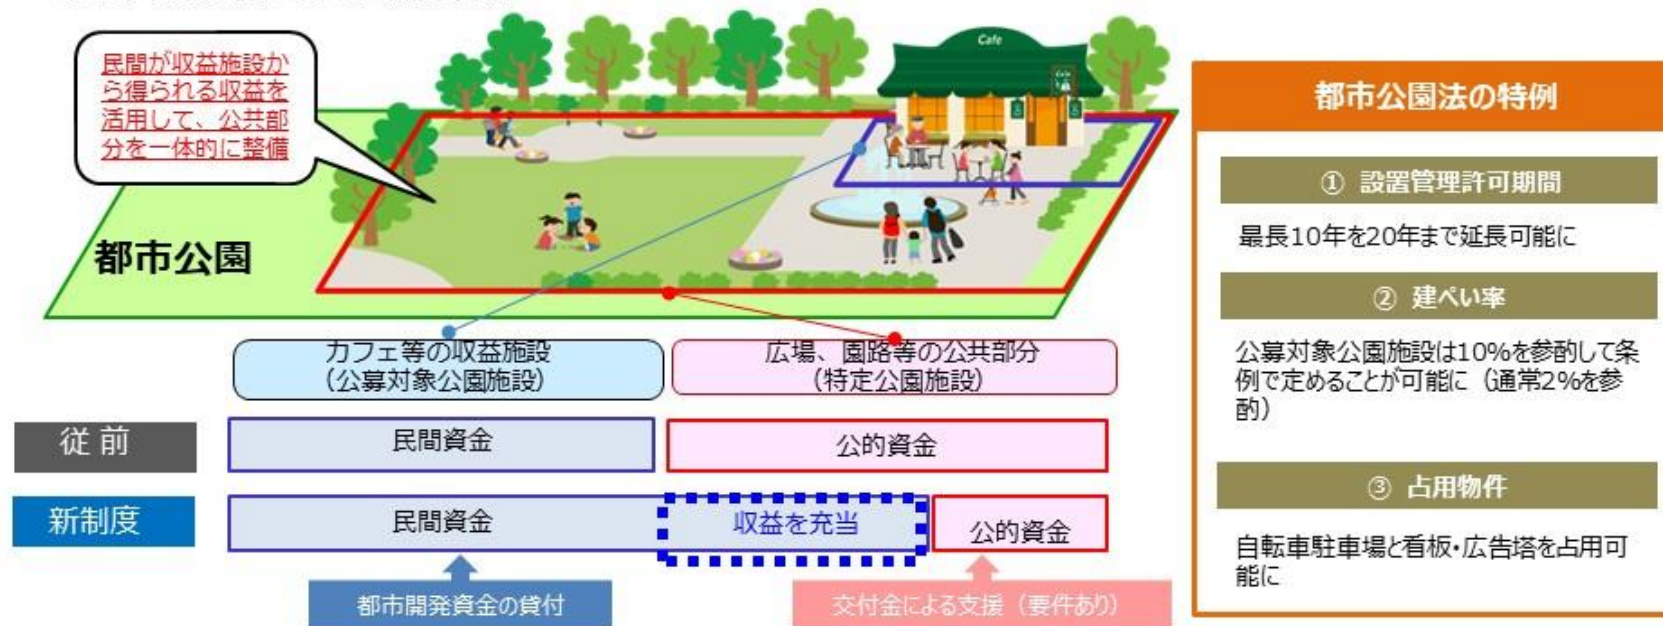 民間が収益施設か
ら得られる収益を
活用して、公共部
分を一体的に整備
Cafe
都市公園
カフェ等の収益施設
（公募対象公園施設）
広場、園路等の公共部分
（特定公園施設）
従 前
民間資金
公的資金
新制度
民間資金
収益を充当
公的資金
都市開発資金の貸付
交付金による支援（要件あり）
都市公園法の特例
① 設置管理許可期間
最長10年を20年まで延長可能に
② 建ぺい率
公募対象公園施設は10%を参酌して条
例で定めることが可能に（通常2%を参
酌）
③ 占用物件
自転車駐車場と看板・広告塔を占用可
能に